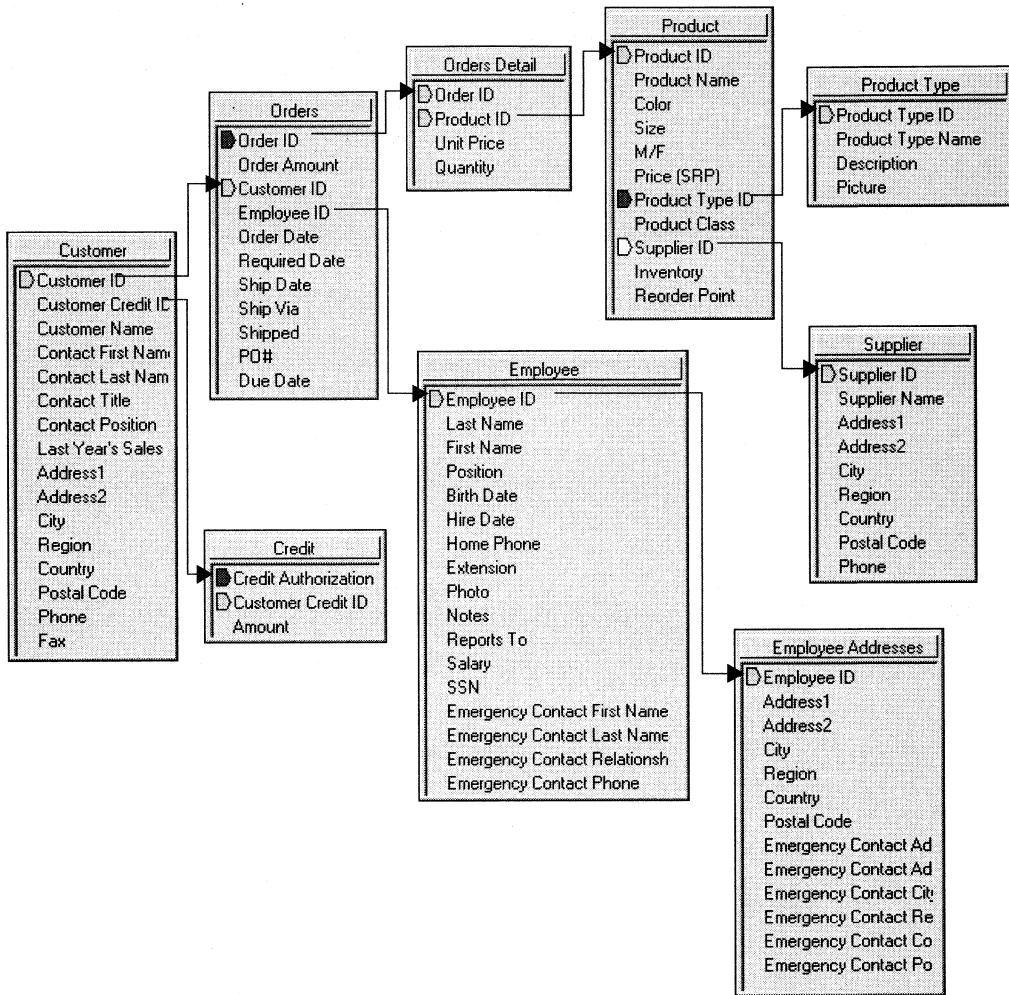 Customer
Customer ID
Customer Credit ID
Customer Name
Contact First Nam
Contact Last Nam
Contact Title
Contact Position
Last Year's Sales
Address1
Address2
City
Region
Country
Postal Code
Phone
Fax
Orders
Order ID
Order Amount
Customer ID
Employee ID
Order Date
Required Date
Ship Date
Ship Via
Shipped
PO#
Due Date
Credit
Credit Authorization
Customer Credit ID
Amount
Orders Detail
Order ID
Product ID
Unit Price
Quantity
Employee
Employee ID
Last Name
First Name
Position
Birth Date
Hire Date
Home Phone
Extension
Photo
Notes
Reports To
Salary
SSN
Emergency Contact First Name
Emergency Contact Last Name
Emergency Contact Relationsh
Emergency Contact Phone
Product
Product ID
Product Name
Color
Size
M/F
Price (SRP)
Product Type ID
Product Class
Supplier ID
Inventory
Reorder Point
Product Type
Product Type ID
Product Type Name
Description
Picture
Supplier
Supplier ID
Supplier Name
Address1
Address2
City
Region
Country
Postal Code
Phone
Employee Addresses
Employee ID
Address1
Address2
City
Region
Country
Postal Code
Emergency Contact Ad
Emergency Contact Ad
Emergency Contact City
Emergency Contact Re
Emergency Contact Co
Emergency Contact Po